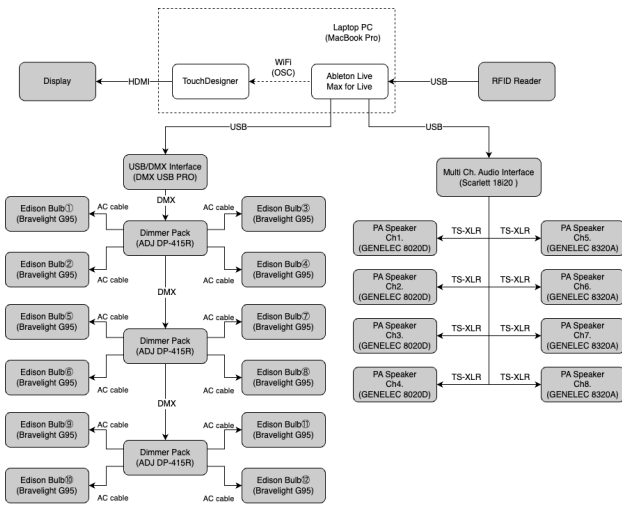 Laptop PC
(MacBook Pro)
Display
HDMI
TouchDesigner
WiFi
(OSC)
Ableton Live
Max for Live
USB
RFID Reader
USB
USB
USB/DMX Interface
(DMX USB PRO)
Multi Ch. Audio Interface
(Scarlett 18i20 )
DMX
Edison Bulb①
(Bravelight G95)
AC cable
AC cable
Edison Bulb③
(Bravelight G95)
Dimmer Pack
(ADJ DP-415R)
Edison Bulb②
(Bravelight G95)
AC cable
AC cable
Edison Bulb④
(Bravelight G95)
DMX
Edison Bulb⑤
(Bravelight G95)
AC cable
AC cable
Edison Bulb⑦
(Bravelight G95)
Dimmer Pack
(ADJ DP-415R)
Edison Bulb⑥
(Bravelight G95)
AC cable
AC cable
Edison Bulb⑧
(Bravelight G95)
DMX
Edison Bulb⑨
(Bravelight G95)
AC cable
AC cable
Edison Bulb⑪
(Bravelight G95)
Dimmer Pack
(ADJ DP-415R)
Edison Bulb⑩
(Bravelight G95)
AC cable
AC cable
Edison Bulb⑫
(Bravelight G95)
PA Speaker
Ch1.
(GENELEC 8020D)
TS-XLR
TS-XLR
PA Speaker
Ch5.
(GENELEC 8320A)
PA Speaker
Ch2.
(GENELEC 8020D)
TS-XLR
TS-XLR
PA Speaker
Ch6.
(GENELEC 8320A)
PA Speaker
Ch3.
(GENELEC 8020D)
TS-XLR
TS-XLR
PA Speaker
Ch7.
(GENELEC 8320A)
PA Speaker
Ch4.
(GENELEC 8020D)
TS-XLR
TS-XLR
PA Speaker
Ch8.
(GENELEC 8320A)